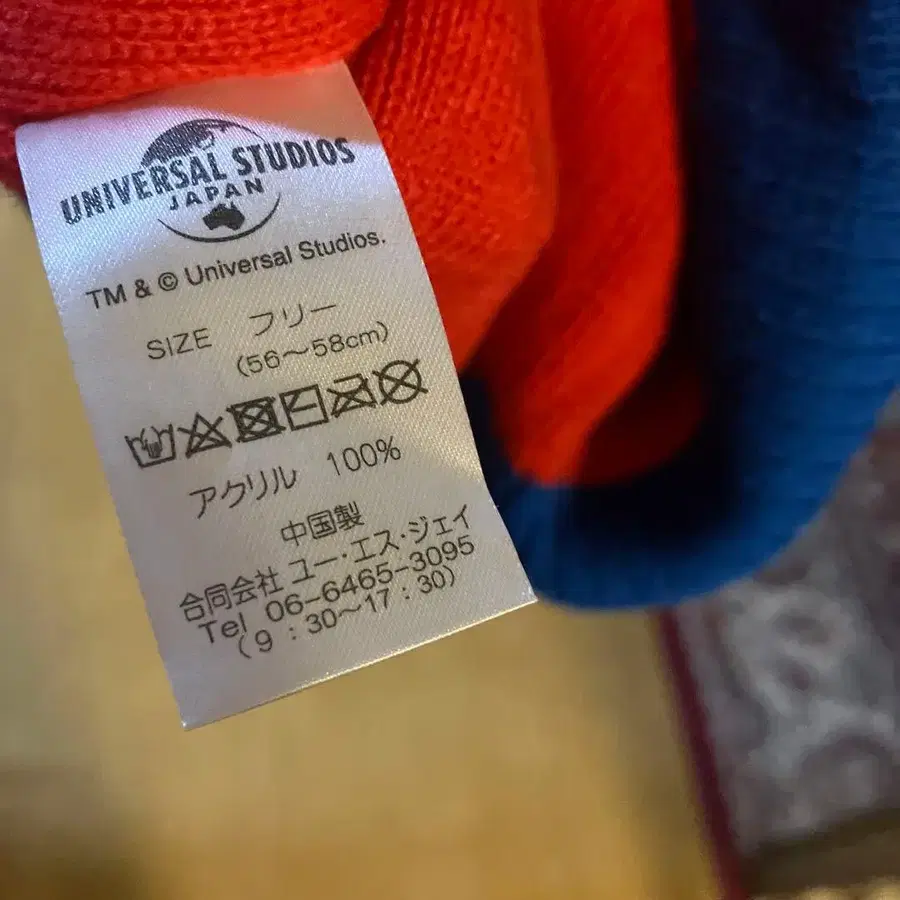 UNIVERSAL STUDIOS
JAPAN
TM & © Universal Studios.
SIZE フリー
(56〜58cm)
アクリル 100%
中国製
合同会社 ユー・エス・ジェイ
Tel 06-6465-3095
(9:30〜17:30)